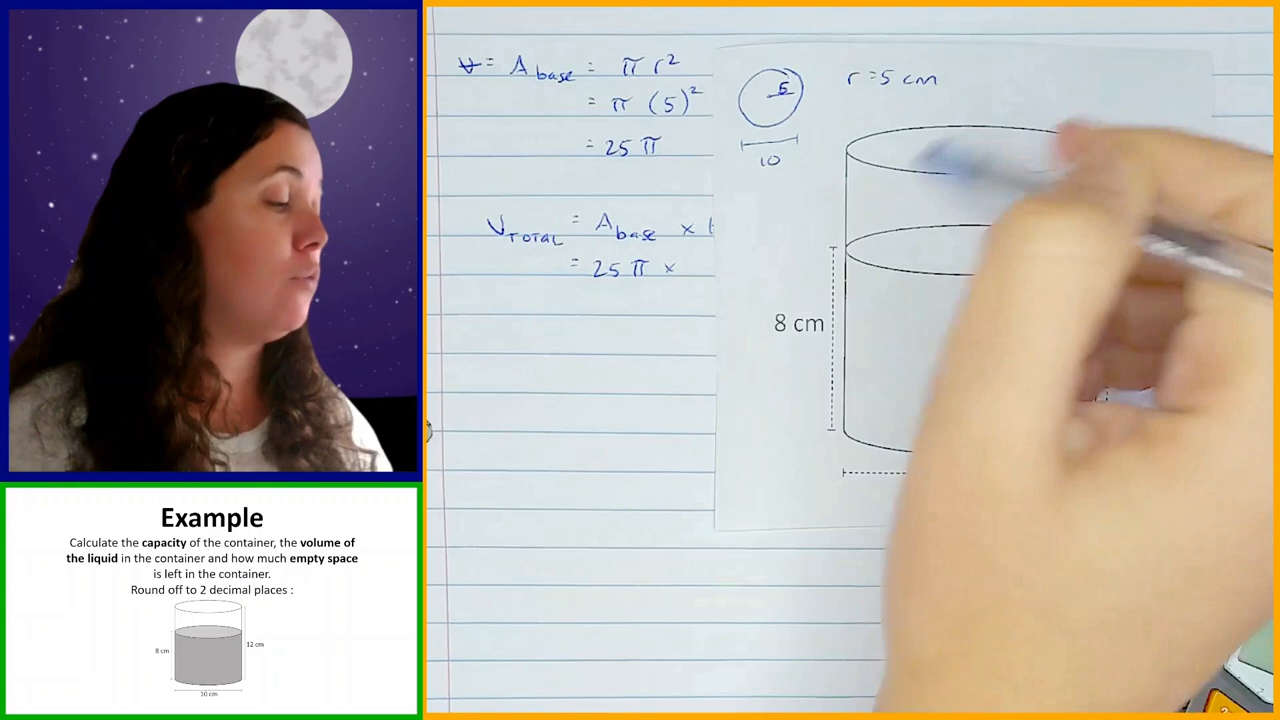 V = A base = π r²
= π (5)²
= 25 π
V TOTAL = A base ×
= 25 π ×
5
10
r = 5 cm
8 cm
Example
Calculate the capacity of the container, the volume of
the liquid in the container and how much empty space
is left in the container.
Round off to 2 decimal places :
8 cm
12 cm
10 cm